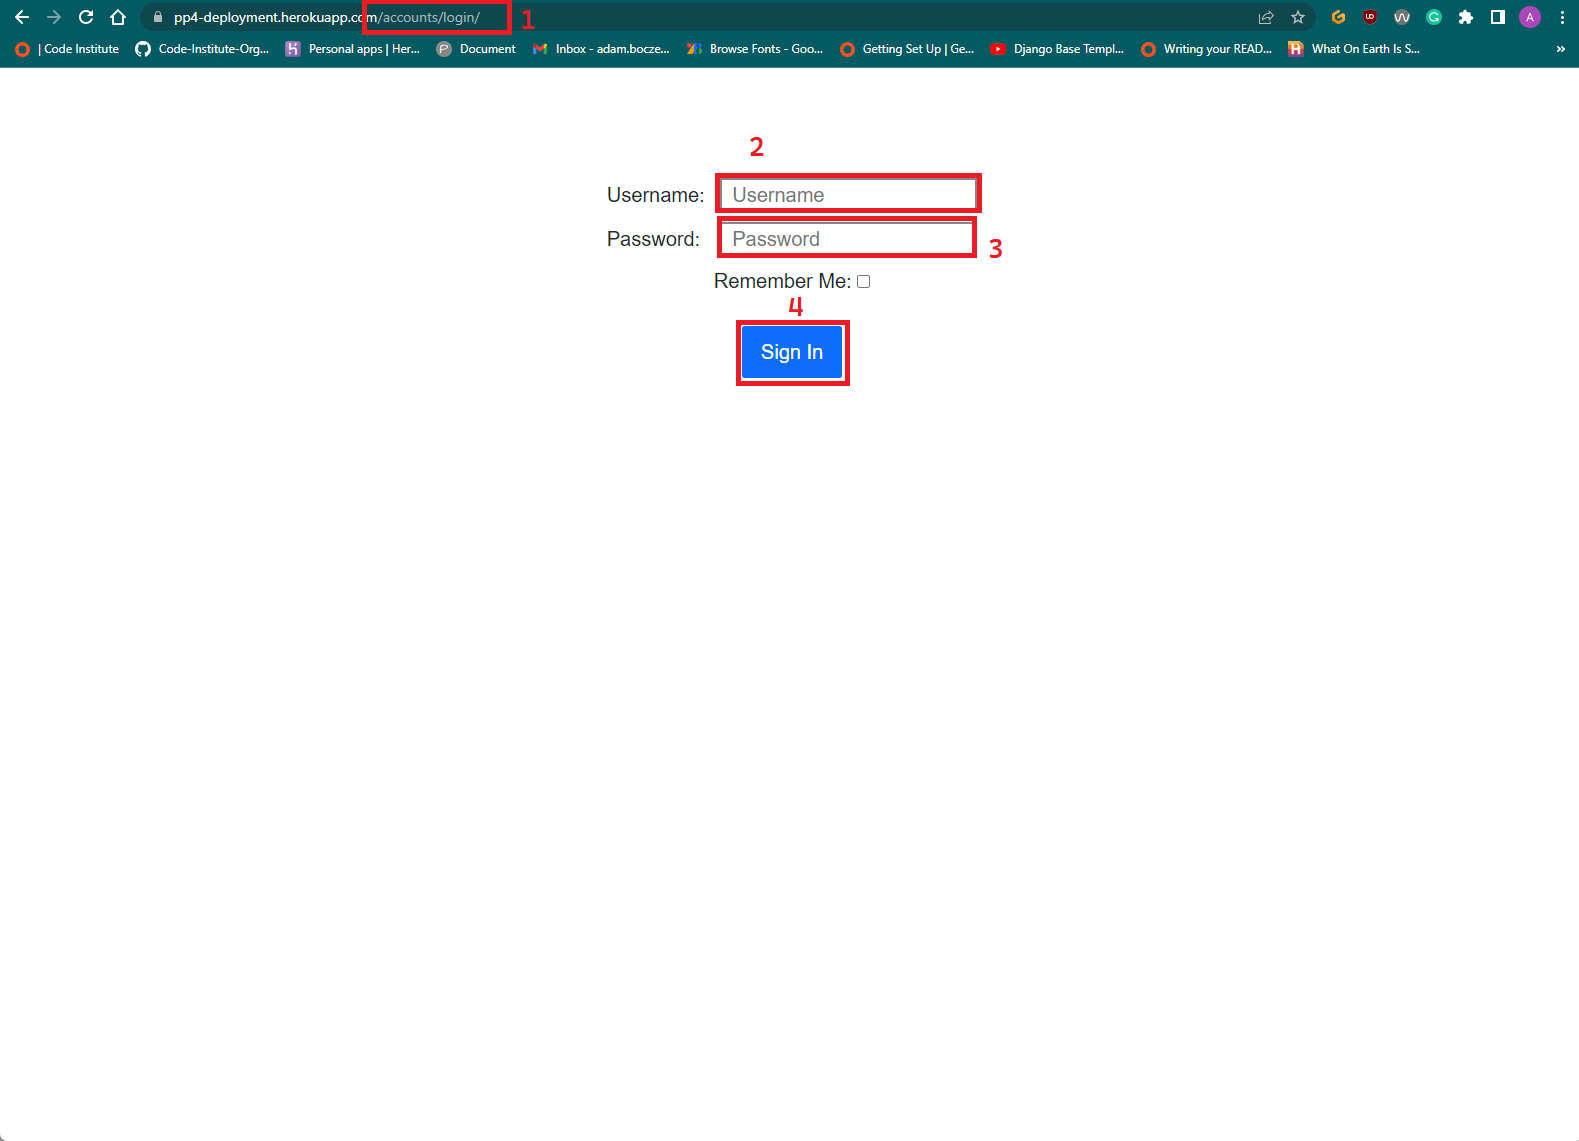 pp4-deployment.herokuapp.com/accounts/login/ 1
| Code Institute Code-Institute-Org... Personal apps | Her... Document Inbox - adam.bocze... Browse Fonts - Goo... Getting Set Up | Ge... Django Base Templ... Writing your READ... What On Earth Is S... »
2
Username: Username
Password: Password 3
Remember Me:
4
Sign In